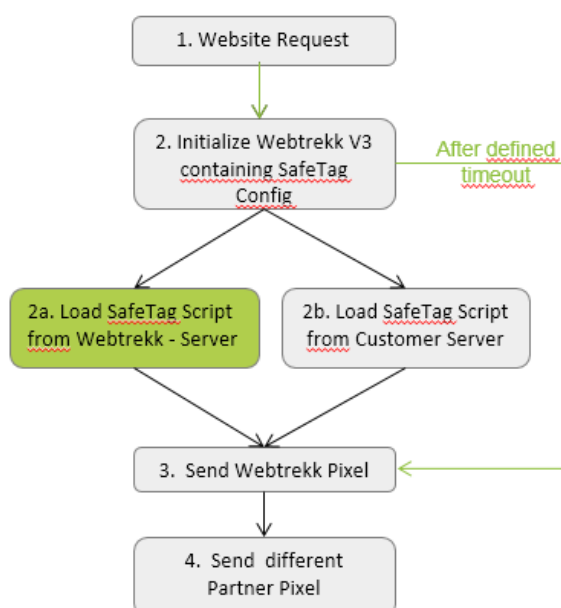 1. Website Request
2. Initialize Webtrekk V3
containing SafeTag
Config
After defined
timeout
2a. Load SafeTag Script
from Webtrekk - Server
2b. Load SafeTag Script
from Customer Server
3. Send Webtrekk Pixel
4. Send different
Partner Pixel